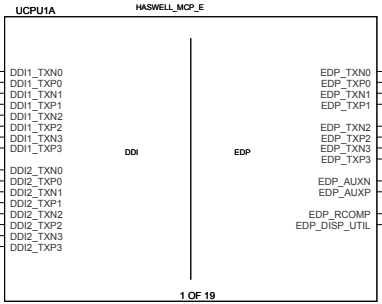 UCPU1A
HASWELL_MCP_E
DDI1_TXN0
DDI1_TXP0
DDI1_TXN1
DDI1_TXP1
DDI1_TXN2
DDI1_TXP2
DDI1_TXN3
DDI1_TXP3
DDI2_TXN0
DDI2_TXP0
DDI2_TXN1
DDI2_TXP1
DDI2_TXN2
DDI2_TXP2
DDI2_TXN3
DDI2_TXP3
DDI
EDP
EDP_TXN0
EDP_TXP0
EDP_TXN1
EDP_TXP1
EDP_TXN2
EDP_TXP2
EDP_TXN3
EDP_TXP3
EDP_AUXN
EDP_AUXP
EDP_RCOMP
EDP_DISP_UTIL
1 OF 19